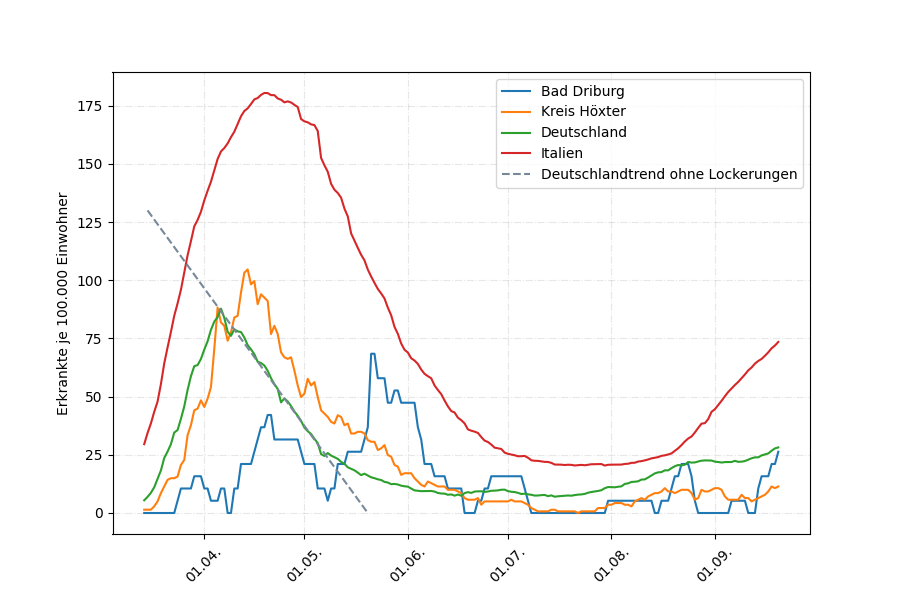 Erkrankte je 100.000 Einwohner
175
150
125
100
75
50
25
0
01.04.
01.05.
01.06.
01.07.
01.08.
01.09.
Bad Driburg
Kreis Höxter
Deutschland
Italien
Deutschlandtrend ohne Lockerungen